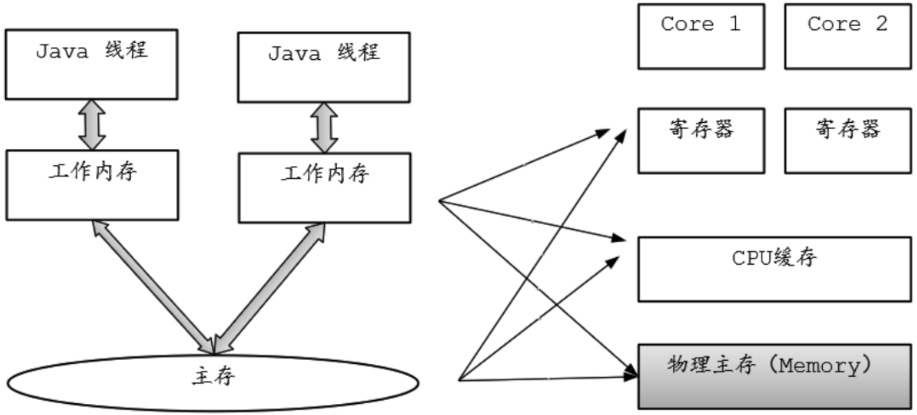 Java 线程
Java 线程
工作内存
工作内存
主存
Core 1
Core 2
寄存器
寄存器
CPU缓存
物理主存（Memory）